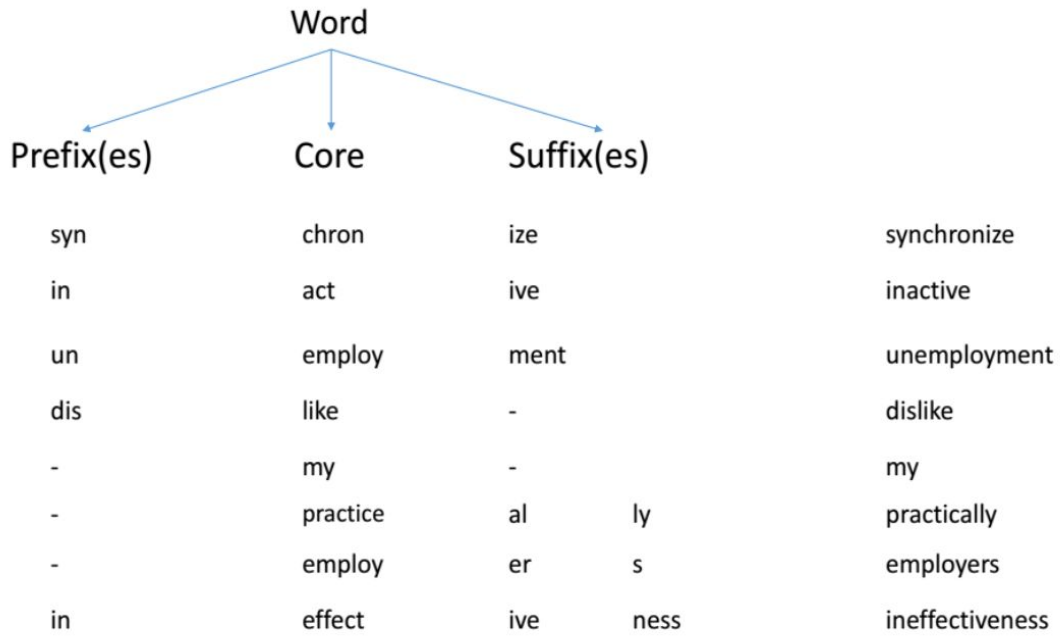 Word
Prefix(es) Core Suffix(es)
syn chron ize synchronize
in act ive inactive
un employ ment unemployment
dis like - dislike
- my - my
- practice al ly practically
- employ er s employers
in effect ive ness ineffectiveness